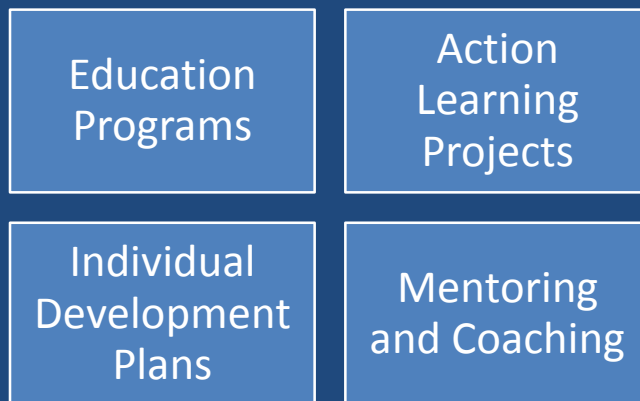 Education
Programs
Action
Learning
Projects
Individual
Development
Plans
Mentoring
and Coaching